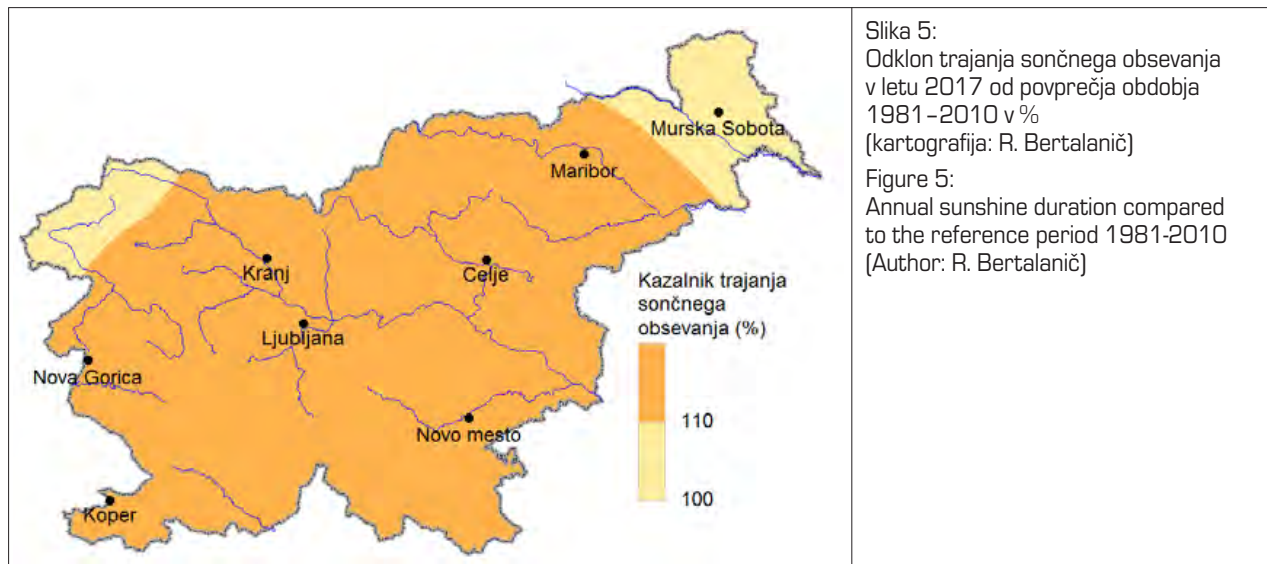 Murska Sobota
Maribor
Kranj
Celje
Ljubljana
Nova Gorica
Novo mesto
Koper
Kazalnik trajanja
sončnega
obsevanja (%)
110
100
Slika 5:
Odklon trajanja sončnega obsevanja
v letu 2017 od povprečja obdobja
1981–2010 v %
(kartografija: R. Bertalanič)
Figure 5:
Annual sunshine duration compared
to the reference period 1981-2010
(Author: R. Bertalanič)